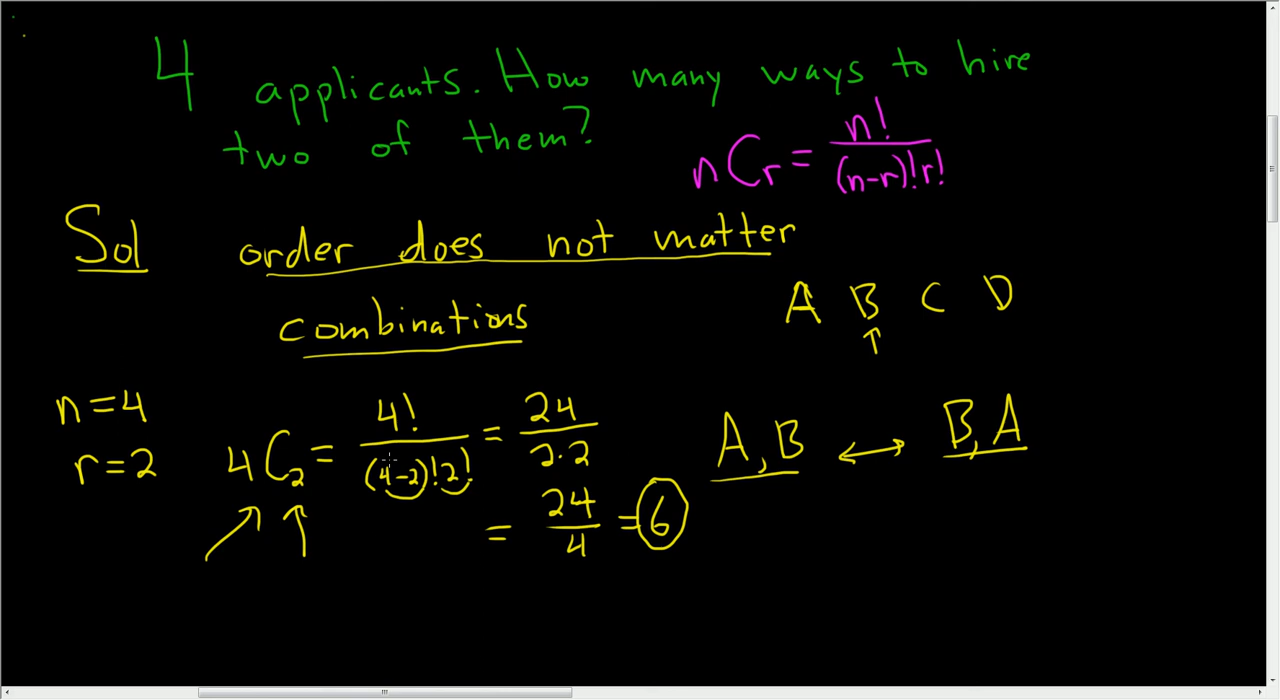 4 applicants. How many ways to hire
two of them?
nCr = n! / (n-r)!r!
Sol order does not matter
combinations
A B C D
n=4
r=2
4C2 = 4! / (4-2)!2! = 24 / 2·2
= 24 / 4 = 6
A, B ↔ B, A